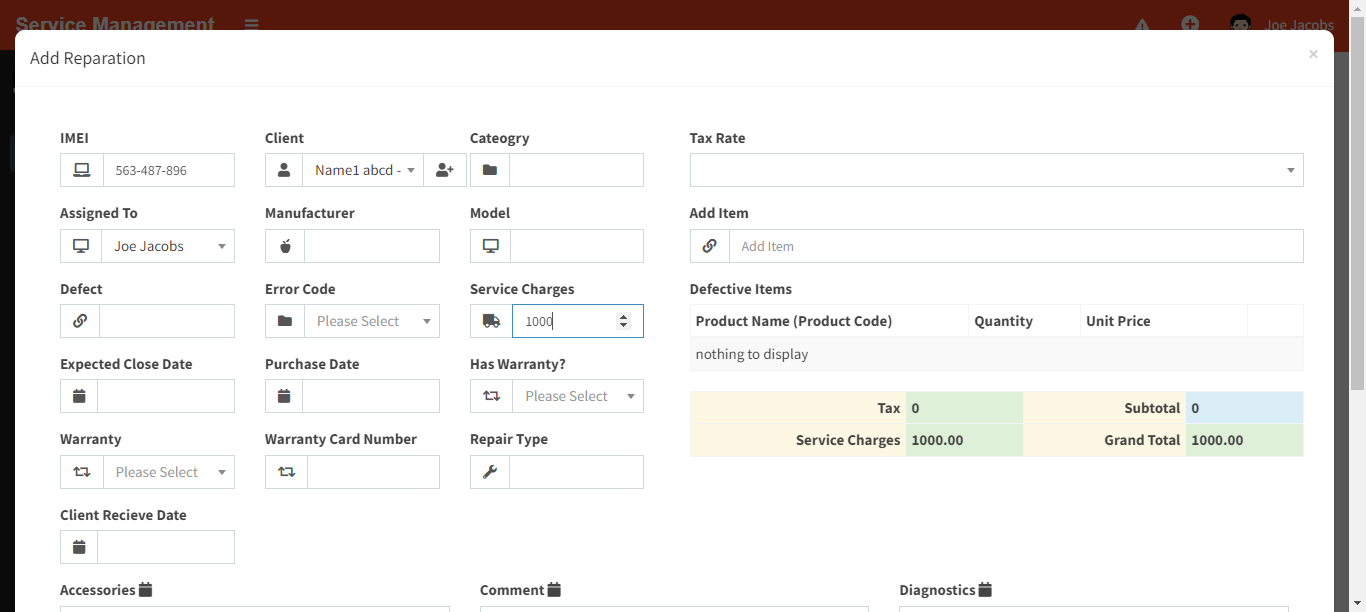 Service Management
Joe Jacobs
Add Reparation
×
IMEI Client Cateogry Tax Rate
563-487-896 Name1 abcd -
Assigned To Manufacturer Model Add Item
Joe Jacobs Add Item
Defect Error Code Service Charges Defective Items
Please Select 1000 Product Name (Product Code) Quantity Unit Price
nothing to display
Expected Close Date Purchase Date Has Warranty?
Please Select
Tax 0 Subtotal 0
Service Charges 1000.00 Grand Total 1000.00
Warranty Warranty Card Number Repair Type
Please Select
Client Recieve Date
Accessories Comment Diagnostics